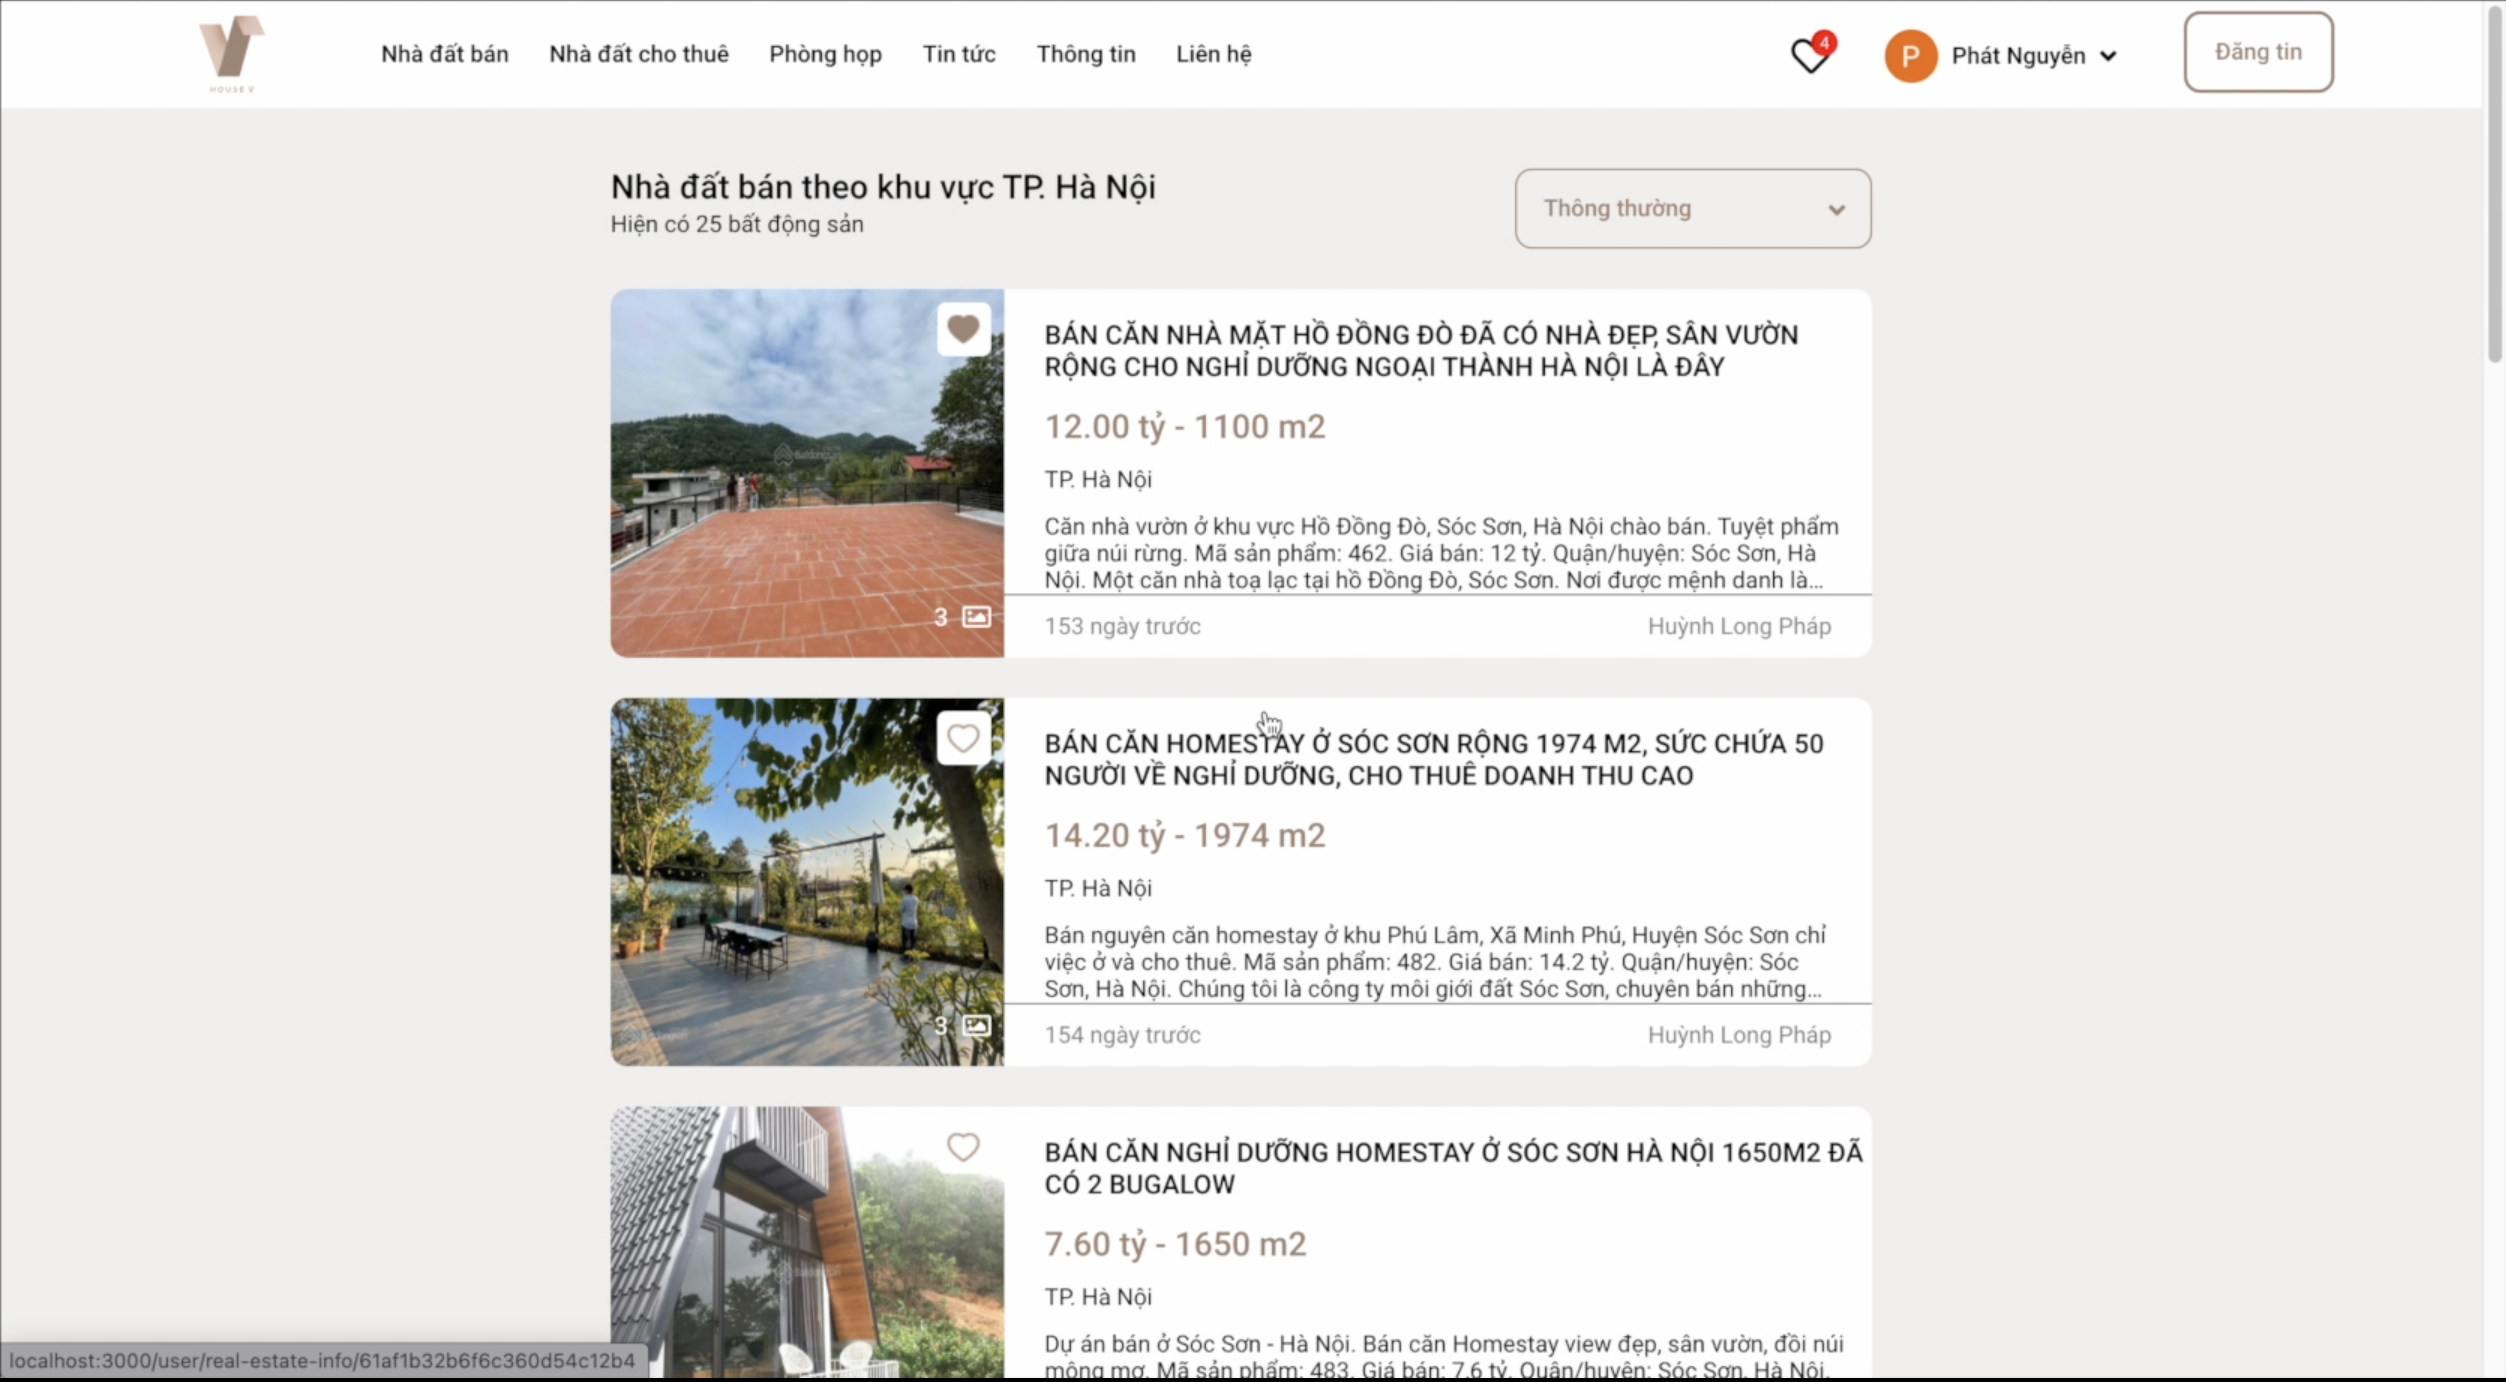 HOUSE V
Nhà đất bán
Nhà đất cho thuê
Phòng họp
Tin tức
Thông tin
Liên hệ
4
P
Phát Nguyễn
Đăng tin
Nhà đất bán theo khu vực TP. Hà Nội
Hiện có 25 bất động sản
Thông thường
BÁN CĂN NHÀ MẶT HỒ ĐỒNG ĐÒ ĐÃ CÓ NHÀ ĐẸP, SÂN VƯỜN
RỘNG CHO NGHỈ DƯỠNG NGOẠI THÀNH HÀ NỘI LÀ ĐÂY
12.00 tỷ - 1100 m2
TP. Hà Nội
Căn nhà vườn ở khu vực Hồ Đồng Đò, Sóc Sơn, Hà Nội chào bán. Tuyệt phẩm
giữa núi rừng. Mã sản phẩm: 462. Giá bán: 12 tỷ. Quận/huyện: Sóc Sơn, Hà
Nội. Một căn nhà toạ lạc tại hồ Đồng Đò, Sóc Sơn. Nơi được mệnh danh là...
3
153 ngày trước
Huỳnh Long Pháp
BÁN CĂN HOMESTAY Ở SÓC SƠN RỘNG 1974 M2, SỨC CHỨA 50
NGƯỜI VỀ NGHỈ DƯỠNG, CHO THUÊ DOANH THU CAO
14.20 tỷ - 1974 m2
TP. Hà Nội
Bán nguyên căn homestay ở khu Phú Lâm, Xã Minh Phú, Huyện Sóc Sơn chỉ
việc ở và cho thuê. Mã sản phẩm: 482. Giá bán: 14.2 tỷ. Quận/huyện: Sóc
Sơn, Hà Nội. Chúng tôi là công ty môi giới đất Sóc Sơn, chuyên bán những...
3
154 ngày trước
Huỳnh Long Pháp
BÁN CĂN NGHỈ DƯỠNG HOMESTAY Ở SÓC SƠN HÀ NỘI 1650M2 ĐÃ
CÓ 2 BUGALOW
7.60 tỷ - 1650 m2
TP. Hà Nội
Dự án bán ở Sóc Sơn - Hà Nội. Bán căn Homestay view đẹp, sân vườn, đồi núi
mộng mơ. Mã sản phẩm: 483. Giá bán: 7.6 tỷ. Quận/huyện: Sóc Sơn, Hà Nội.
localhost:3000/user/real-estate-info/61af1b32b6f6c360d54c12b4